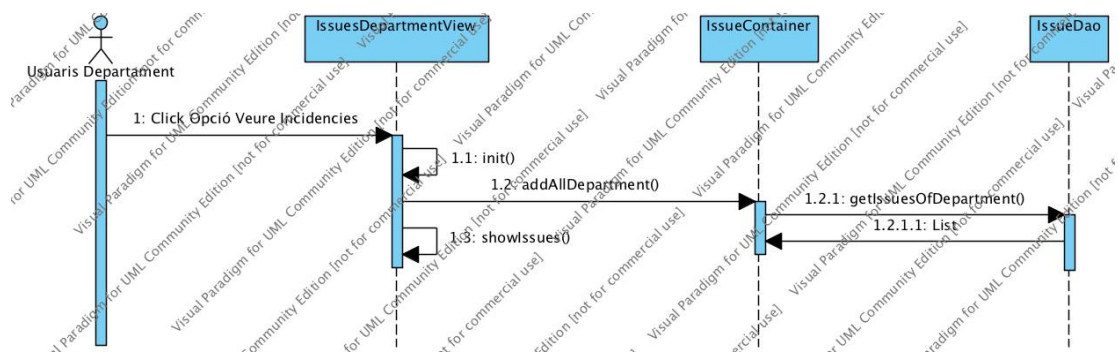 IssuesDepartmentView
IssueContainer
IssueDao
Usuaris Departament
1: Click Opció Veure Incidencies
1.1: init()
1.2: addAllDepartment()
1.2.1: getIssuesOfDepartment()
1.2.1.1: List
1.3: showIssues()
Visual Paradigm for UML Community Edition [not for commercial use]